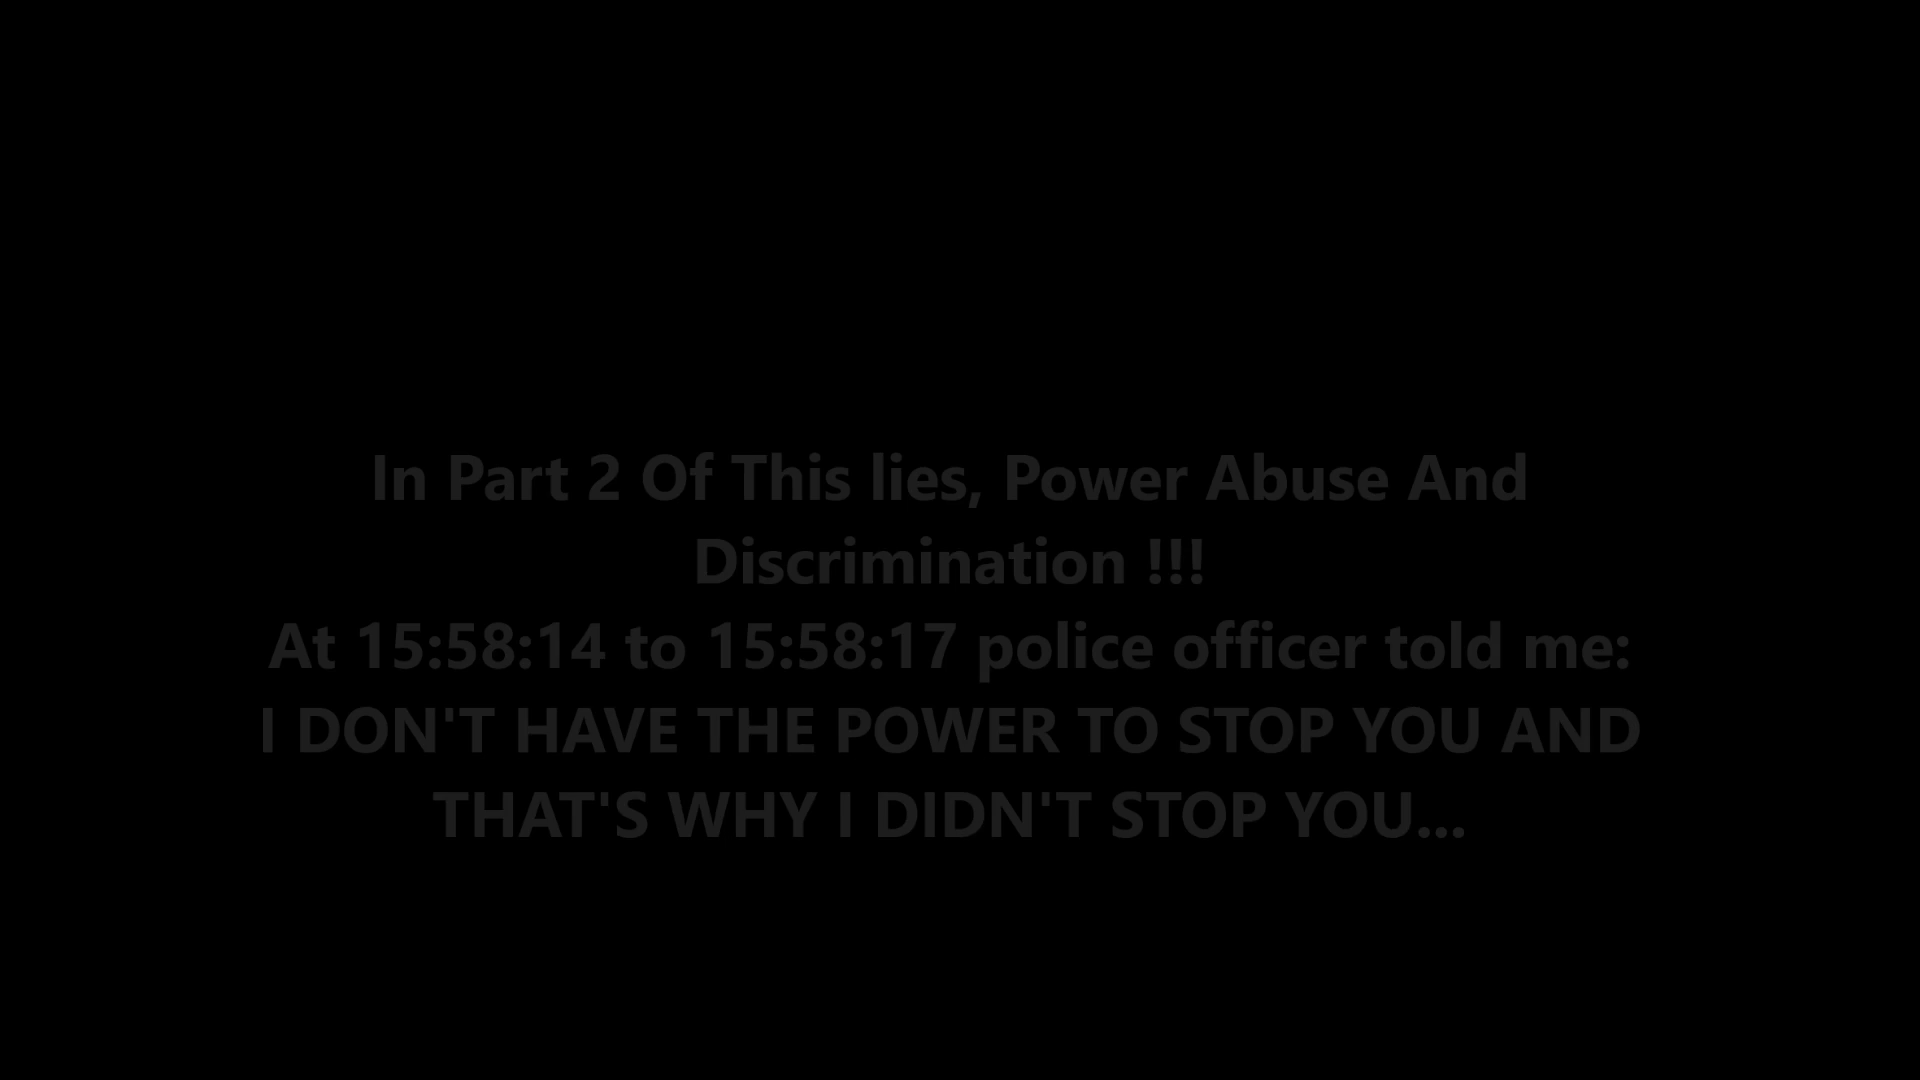 In Part 2 Of This lies, Power Abuse And
Discrimination !!!
At 15:58:14 to 15:58:17 police officer told me:
I DON'T HAVE THE POWER TO STOP YOU AND
THAT'S WHY I DIDN'T STOP YOU...